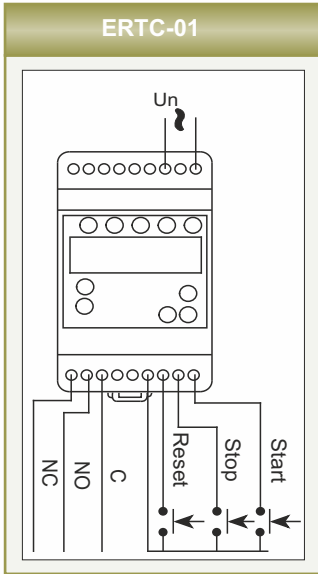 ERTC-01
Un
NC
NO
C
Reset
Stop
Start